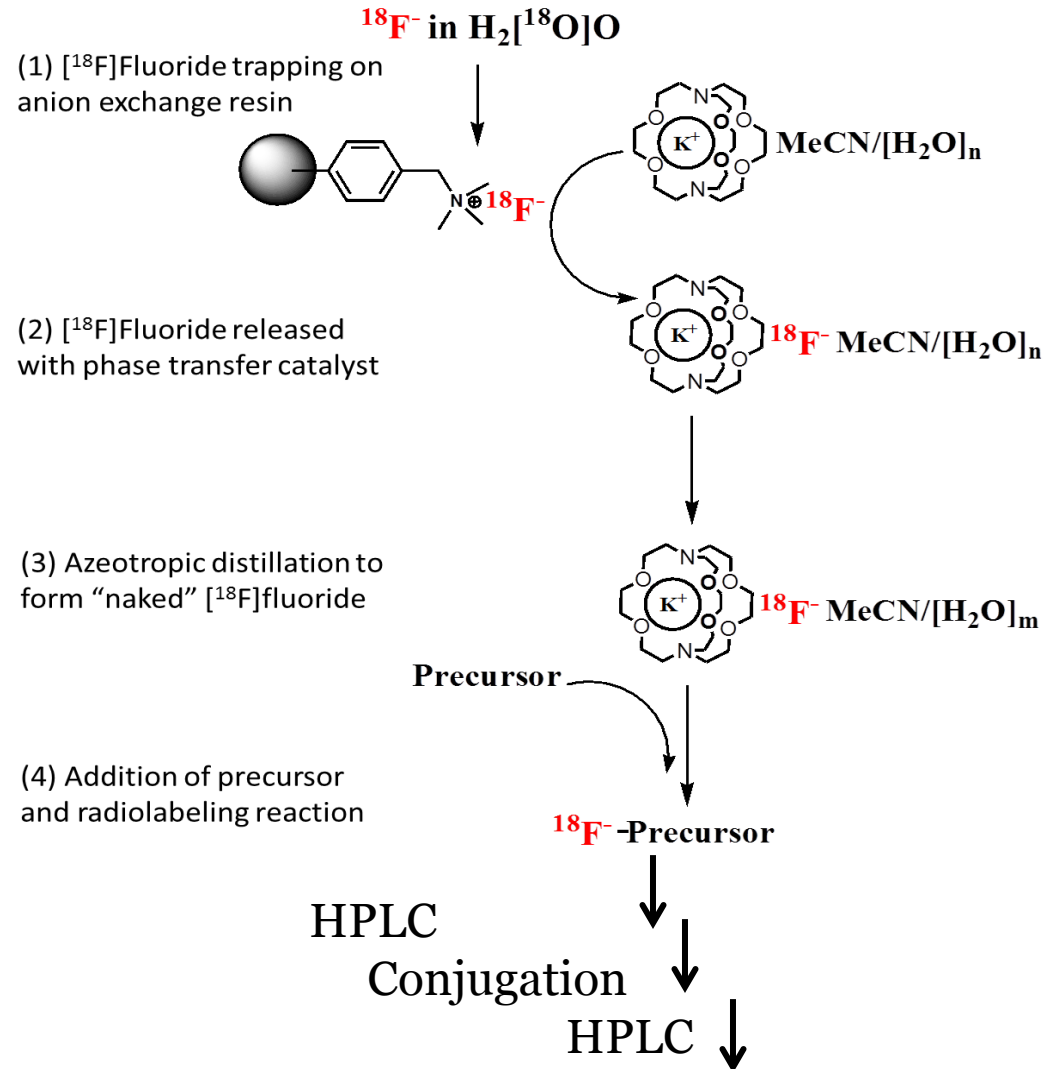 ¹⁸F⁻ in H₂[¹⁸O]O
(1) [¹⁸F]Fluoride trapping on
anion exchange resin
N
O
O
K⁺
O
O
O
O
N
MeCN/[H₂O]ₙ
N⊕ ¹⁸F⁻
(2) [¹⁸F]Fluoride released
with phase transfer catalyst
N
O
O
K⁺
O
O
O
O
N
¹⁸F⁻ MeCN/[H₂O]ₙ
(3) Azeotropic distillation to
form “naked” [¹⁸F]fluoride
N
O
O
K⁺
O
O
O
O
N
¹⁸F⁻ MeCN/[H₂O]ₘ
Precursor
(4) Addition of precursor
and radiolabeling reaction
¹⁸F⁻-Precursor
HPLC
Conjugation
HPLC